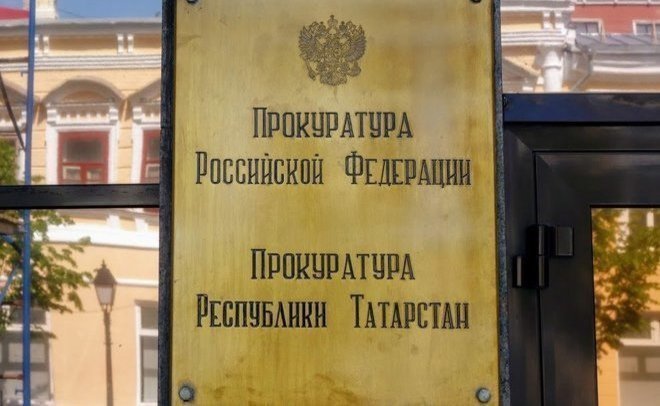 Прокуратура
Российской Федерации
Прокуратура
Республики Татарстан